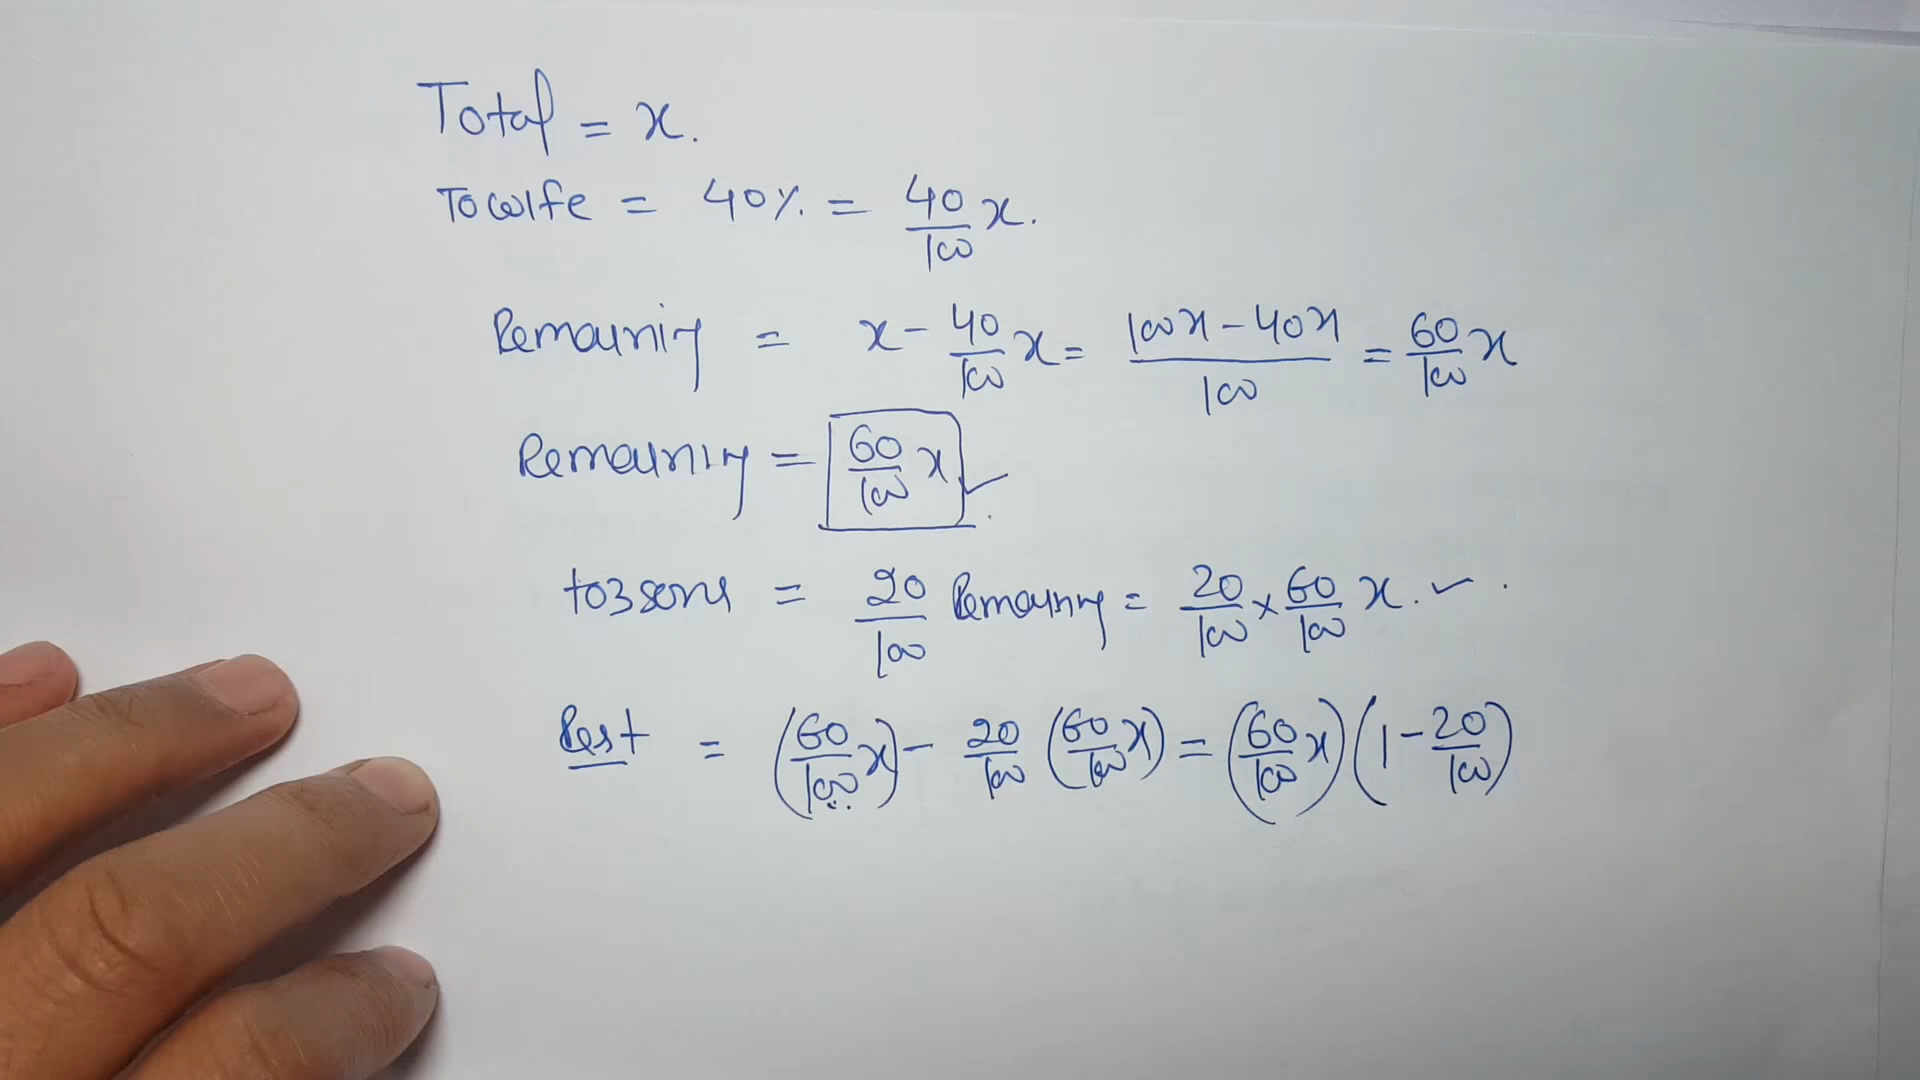 Total = x.
To wife = 40% = 40/100 x.
Remaining = x - 40/100 x = 100x - 40x / 100 = 60/100 x
Remaining = 60/100 x ✓
to 3 sons = 20/100 Remaining = 20/100 × 60/100 x. ✓
Rest = (60/100 x) - 20/100 (60/100 x) = (60/100 x)(1 - 20/100)